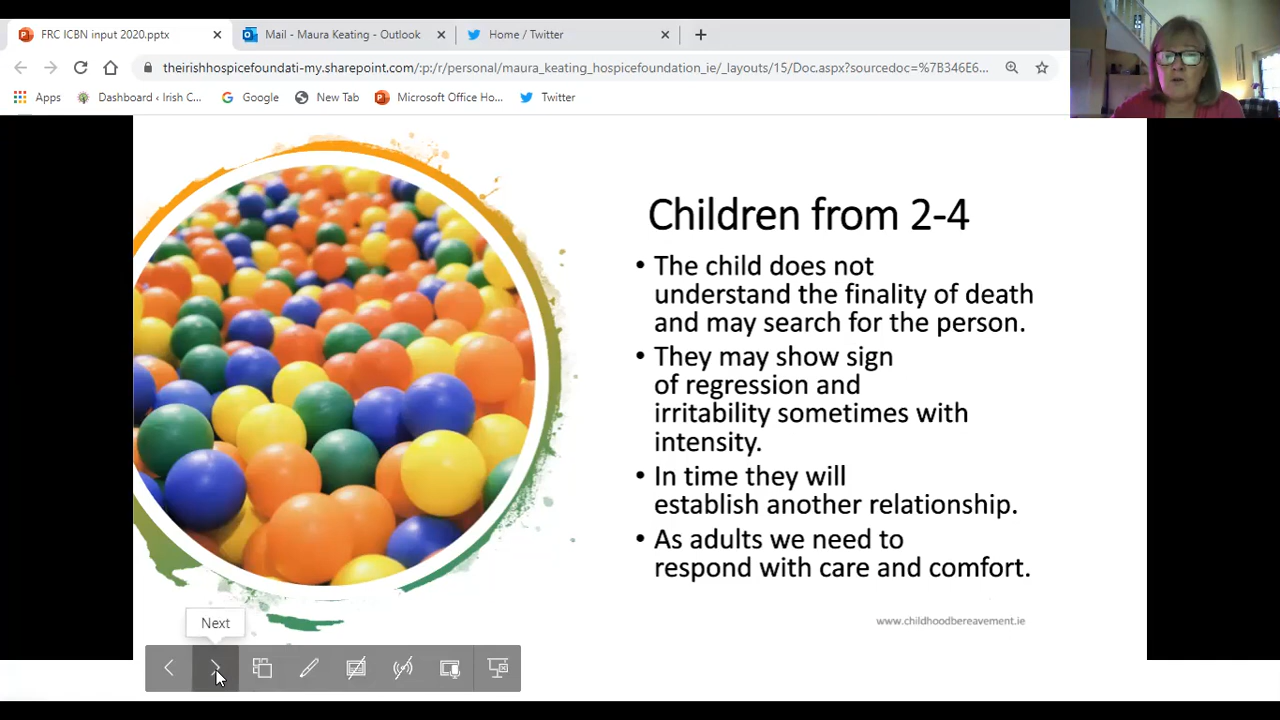 FRC ICBN input 2020.pptx
Mail - Maura Keating - Outlook
Home / Twitter
theirishhospicefoundati-my.sharepoint.com/:p:/r/personal/maura_keating_hospicefoundation_ie/_layouts/15/Doc.aspx?sourcedoc=%7B346E6...
Apps
Dashboard ‹ Irish C...
Google
New Tab
Microsoft Office Ho...
Twitter
Children from 2-4
• The child does not
understand the finality of death
and may search for the person.
• They may show sign
of regression and
irritability sometimes with
intensity.
• In time they will
establish another relationship.
• As adults we need to
respond with care and comfort.
www.childhoodbereavement.ie
Next